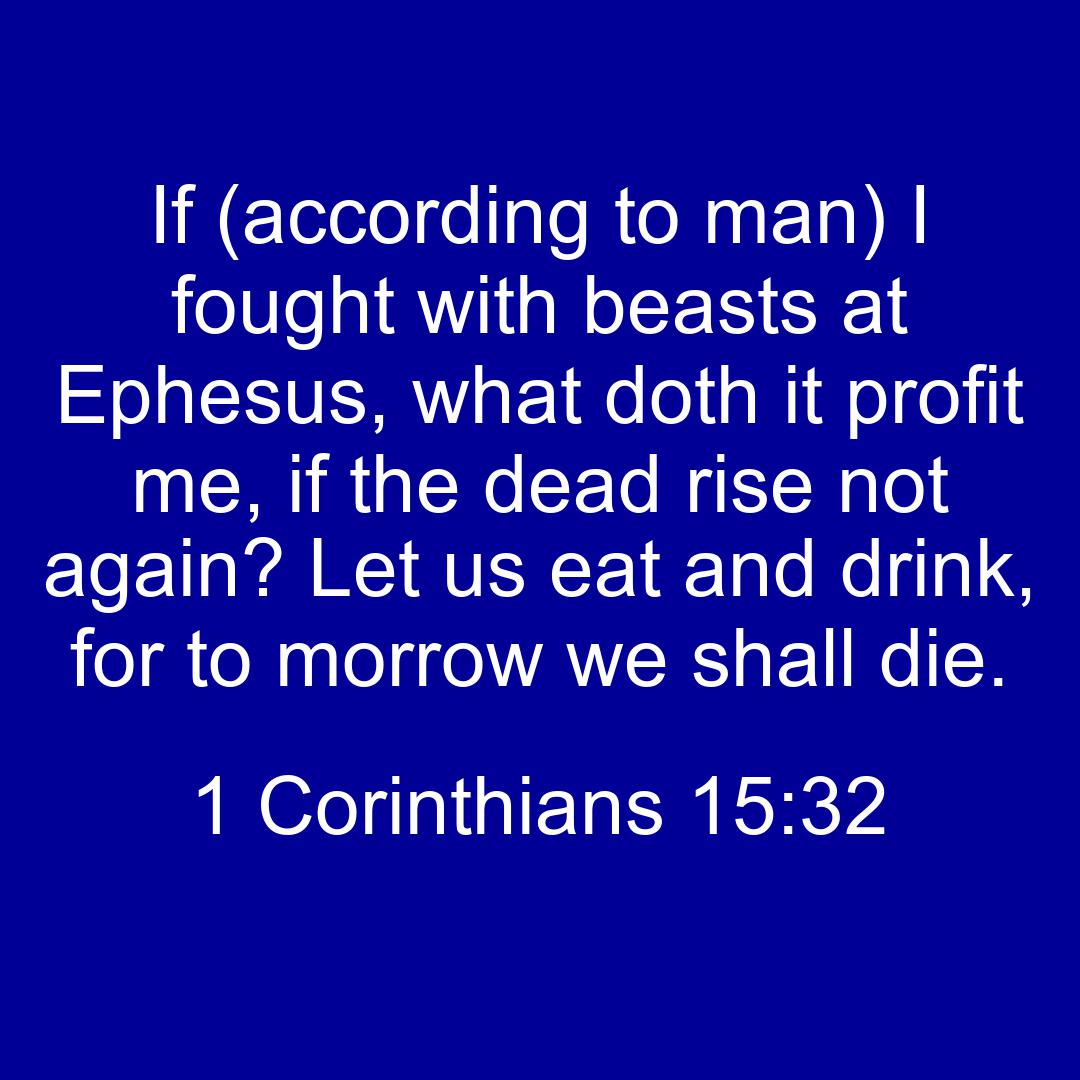 If (according to man) I
fought with beasts at
Ephesus, what doth it profit
me, if the dead rise not
again? Let us eat and drink,
for to morrow we shall die.
1 Corinthians 15:32